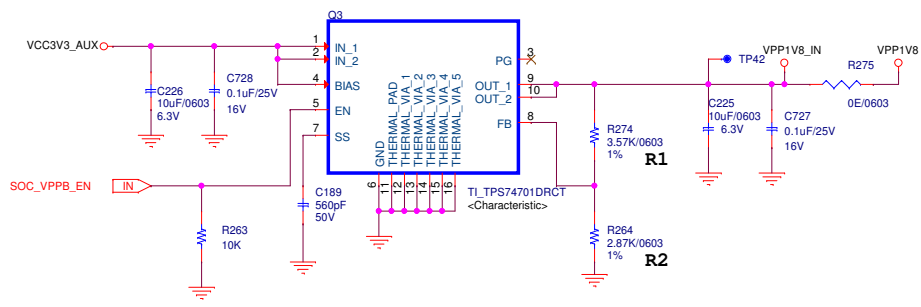 Q3
VCC3V3_AUX
1
IN_1
2
IN_2
4
BIAS
5
EN
7
SS
PG
3
OUT_1
9
OUT_2
10
FB
8
GND
THERMAL_PAD
THERMAL_VIA_1
THERMAL_VIA_2
THERMAL_VIA_3
THERMAL_VIA_4
THERMAL_VIA_5
6
11
12
13
14
15
16
TI_TPS74701DRCT
<Characteristic>
C226
10uF/0603
6.3V
C728
0.1uF/25V
16V
SOC_VPPB_EN
IN
R263
10K
C189
560pF
50V
TP42
VPP1V8_IN
VPP1V8
R275
0E/0603
R274
3.57K/0603
1%
R1
C225
10uF/0603
6.3V
C727
0.1uF/25V
16V
R264
2.87K/0603
1%
R2